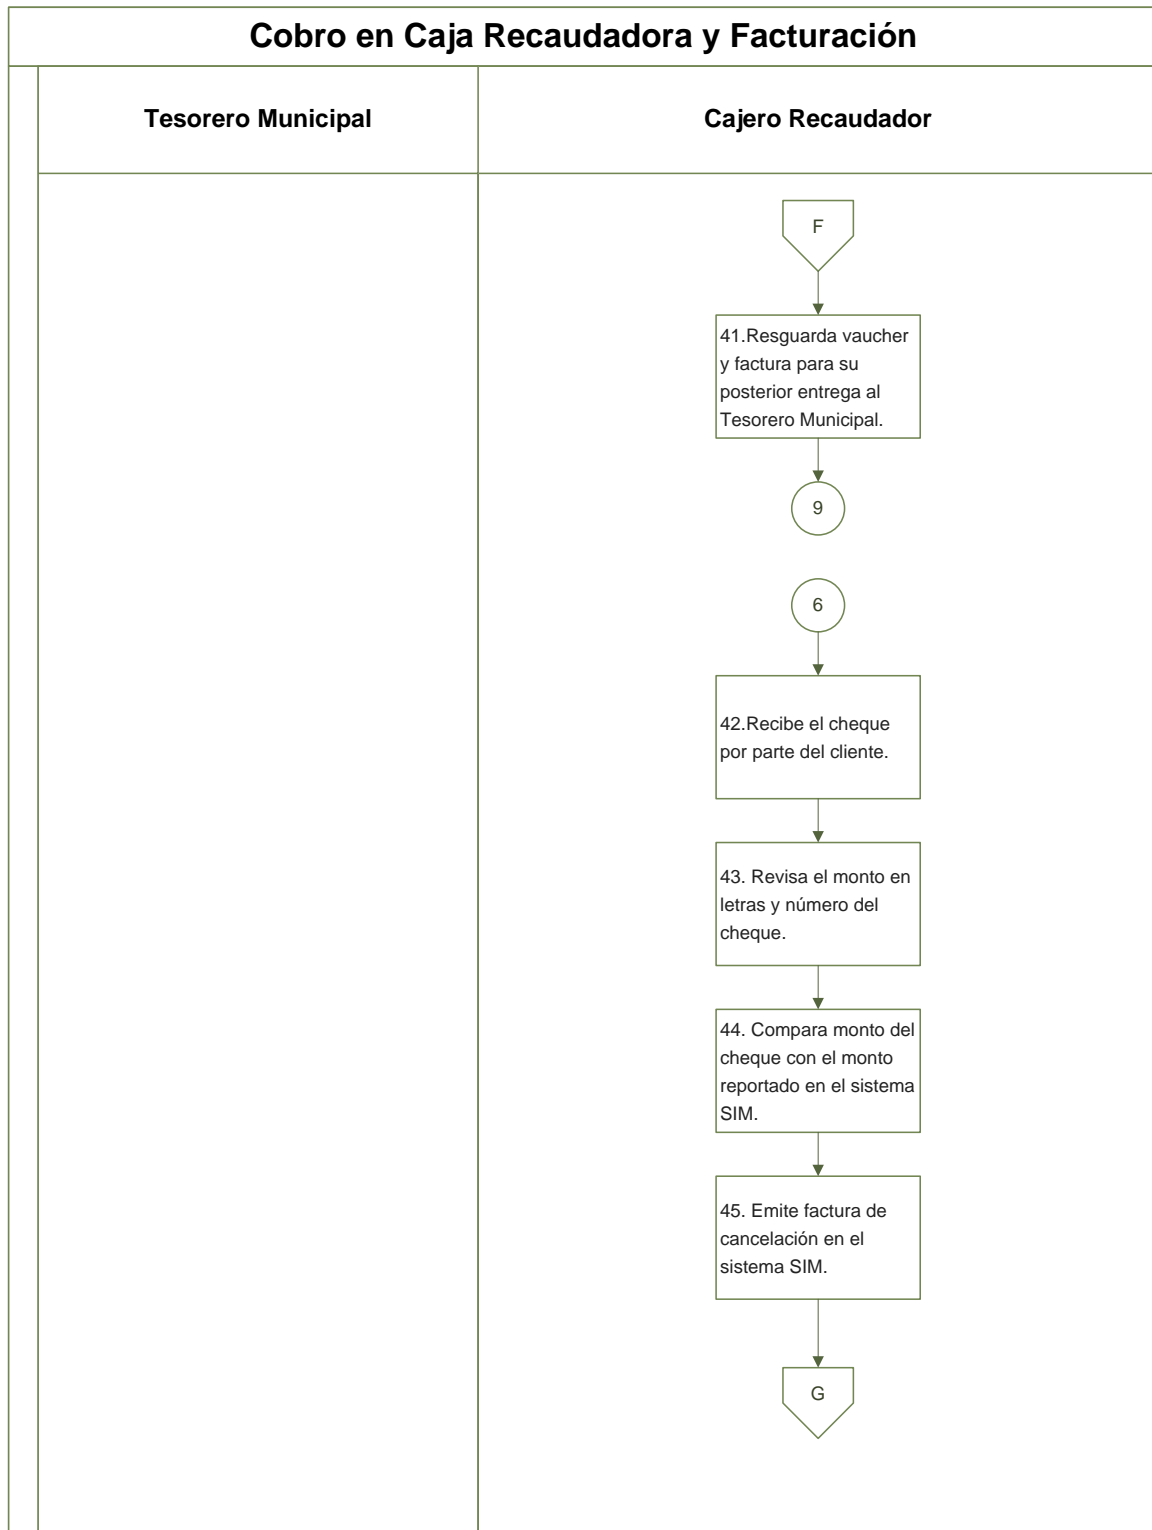 Cobro en Caja Recaudadora y Facturación
Tesorero Municipal
Cajero Recaudador
F
41.Resguarda vaucher
y factura para su
posterior entrega al
Tesorero Municipal.
9
6
42.Recibe el cheque
por parte del cliente.
43. Revisa el monto en
letras y número del
cheque.
44. Compara monto del
cheque con el monto
reportado en el sistema
SIM.
45. Emite factura de
cancelación en el
sistema SIM.
G